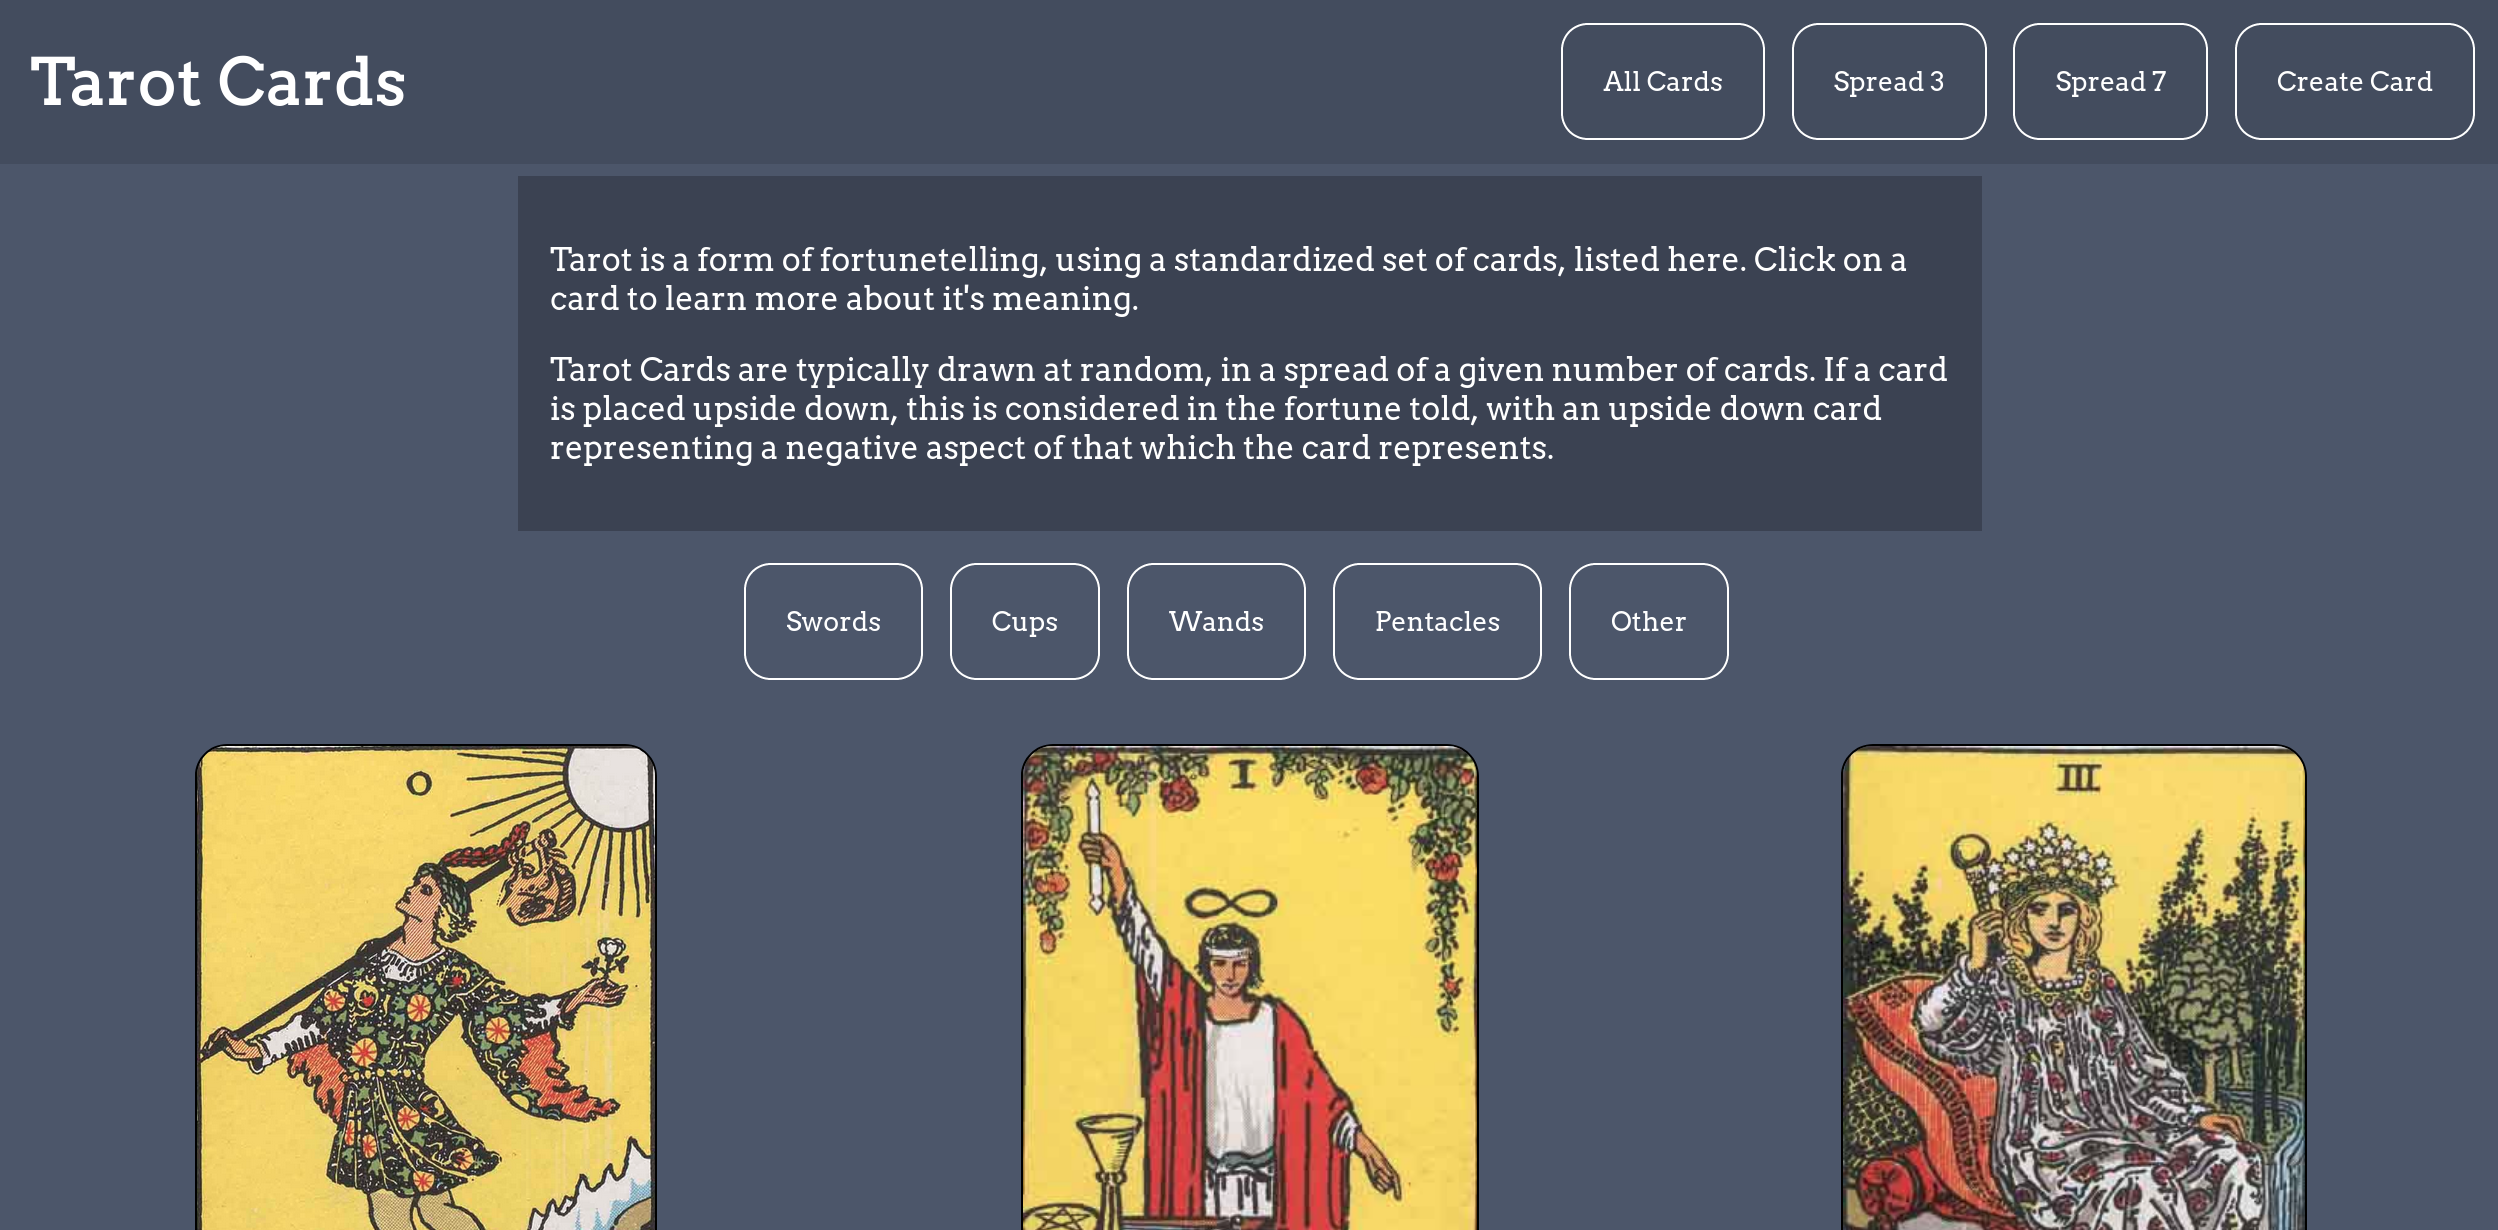 Tarot Cards
All Cards
Spread 3
Spread 7
Create Card
Tarot is a form of fortunetelling, using a standardized set of cards, listed here. Click on a
card to learn more about it's meaning.
Tarot Cards are typically drawn at random, in a spread of a given number of cards. If a card
is placed upside down, this is considered in the fortune told, with an upside down card
representing a negative aspect of that which the card represents.
Swords
Cups
Wands
Pentacles
Other
0
I
III